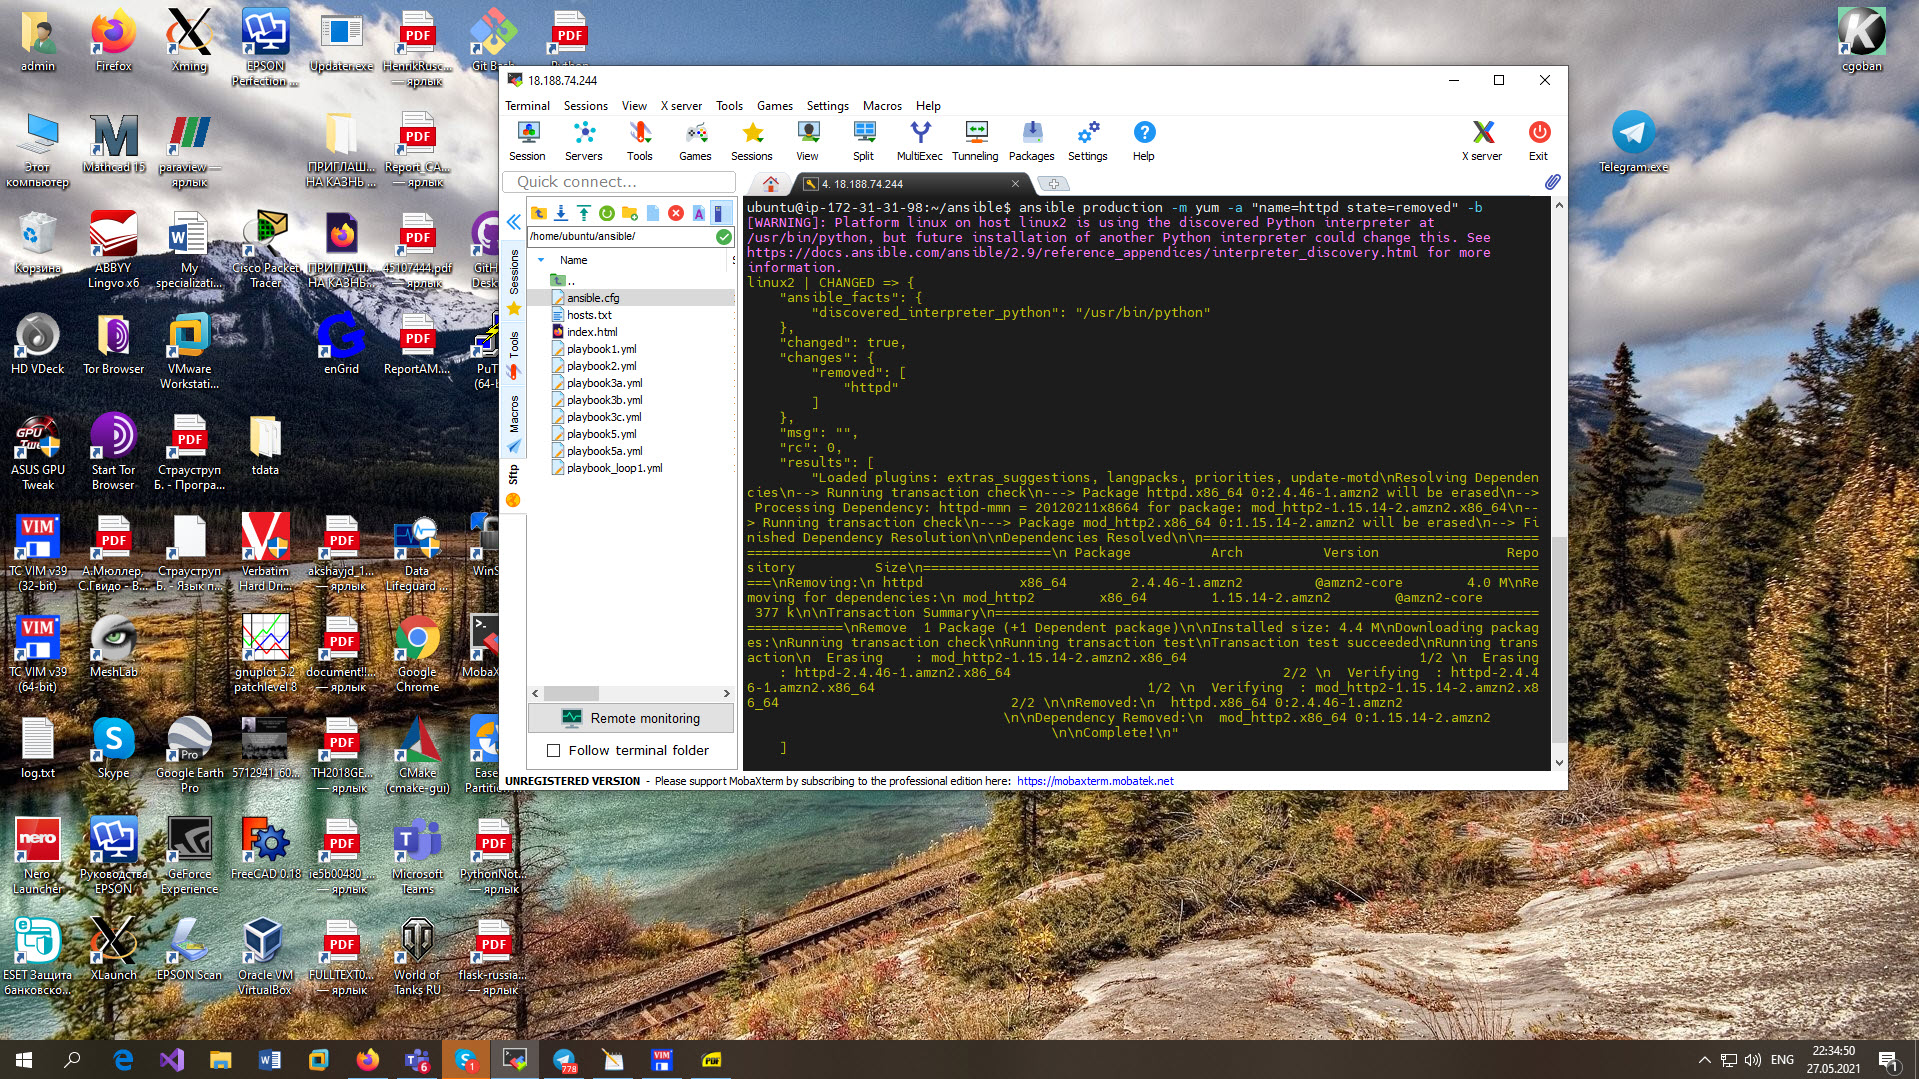 admin
Firefox
Xming
EPSON Perfection ...
Updater.exe
HenrikRusc... — ярлык
Git Bash
Python
cgoban
Этот компьютер
Mathcad 15
paraview — ярлык
ПРИГЛАШ... НА КАЗНЬ ...
Report_CA... — ярлык
Telegram.exe
Корзина
ABBYY Lingvo x6
My specializati...
Cisco Packet Tracer
ПРИГЛАШ... НА КАЗНЬ...
45107444.pdf — ярлык
GitH
Desk
HD VDeck
Tor Browser
VMware Workstati...
enGrid
ReportAM....
PuT
(64-b
ASUS GPU Tweak
Start Tor Browser
Страуструп Б. - Програ...
tdata
TC VIM v39 (32-bit)
А.Мюллер, С.Гвидо - В...
Страуструп Б. - Язык п...
Verbatim Hard Dri...
akshayjd_1... — ярлык
Data Lifeguard ...
WinS
TC VIM v39 (64-bit)
MeshLab
gnuplot 5.2 patchlevel 8
document!!... — ярлык
Google Chrome
MobaX
log.txt
Skype
Google Earth Pro
5712941_60...
TH2018GE... — ярлык
CMake (cmake-gui)
Ease
Partition
Nero Launcher
Руководства EPSON
GeForce Experience
FreeCAD 0.18
ie5b00480_... — ярлык
Microsoft Teams
PythonNot... — ярлык
ESET Защита банковско...
XLaunch
EPSON Scan
Oracle VM VirtualBox
FULLTEXT0... — ярлык
World of Tanks RU
flask-russia... — ярлык
18.188.74.244
Terminal Sessions View X server Tools Games Settings Macros Help
Session Servers Tools Games Sessions View Split MultiExec Tunneling Packages Settings Help X server Exit
Quick connect...
4. 18.188.74.244
Sessions
Tools
Macros
Sftp
/home/ubuntu/ansible/
Name
..
ansible.cfg
hosts.txt
index.html
playbook1.yml
playbook2.yml
playbook3a.yml
playbook3b.yml
playbook3c.yml
playbook5.yml
playbook5a.yml
playbook_loop1.yml
Remote monitoring
Follow terminal folder
ubuntu@ip-172-31-31-98:~/ansible$ ansible production -m yum -a "name=httpd state=removed" -b
[WARNING]: Platform linux on host linux2 is using the discovered Python interpreter at
/usr/bin/python, but future installation of another Python interpreter could change this. See
https://docs.ansible.com/ansible/2.9/reference_appendices/interpreter_discovery.html for more
information.
linux2 | CHANGED => {
"ansible_facts": {
"discovered_interpreter_python": "/usr/bin/python"
},
"changed": true,
"changes": {
"removed": [
"httpd"
]
},
"msg": "",
"rc": 0,
"results": [
"Loaded plugins: extras_suggestions, langpacks, priorities, update-motd\nResolving Depen
cies\n--> Running transaction check\n---> Package httpd.x86_64 0:2.4.46-1.amzn2 will be erased\n-->
Processing Dependency: httpd-mmn = 20120211x8664 for package: mod_http2-1.15.14-2.amzn2.x86_64\n--
> Running transaction check\n---> Package mod_http2.x86_64 0:1.15.14-2.amzn2 will be erased\n--> Fi
nished Dependency Resolution\n\nDependencies Resolved\n\n==========================================
======================================\n Package Arch Version Repo
sitory Size\n=============================================================================
===\nRemoving:\n httpd x86_64 2.4.46-1.amzn2 @amzn2-core 4.0 M\nRe
moving for dependencies:\n mod_http2 x86_64 1.15.14-2.amzn2 @amzn2-core
377 k\n\nTransaction Summary\n====================================================================
============\nRemove 1 Package (+1 Dependent package)\n\nInstalled size: 4.4 M\nDownloading packag
es:\nRunning transaction check\nRunning transaction test\nTransaction test succeeded\nRunning trans
action\n Erasing : mod_http2-1.15.14-2.amzn2.x86_64 1/2 \n Erasing
: httpd-2.4.46-1.amzn2.x86_64 2/2 \n Verifying : httpd-2.4.4
6-1.amzn2.x86_64 1/2 \n Verifying : mod_http2-1.15.14-2.amzn2.x8
6_64 2/2 \n\nRemoved:\n httpd.x86_64 0:2.4.46-1.amzn2
\n\nDependency Removed:\n mod_http2.x86_64 0:1.15.14-2.amzn2
\n\nComplete!\n"
]
UNREGISTERED VERSION - Please support MobaXterm by subscribing to the professional edition here: https://mobaxterm.mobatek.net
ENG
22:34:50
27.05.2021